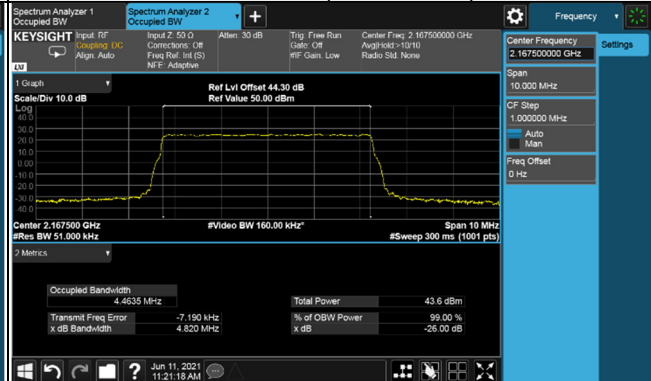 Spectrum Analyzer 1
Occupied BW
Spectrum Analyzer 2
Occupied BW
+
Frequency
KEYSIGHT
LXI
Input: RF
Coupling: DC
Align: Auto
Input Z: 50 Ω
Corrections: Off
Freq Ref: Int (S)
NFE: Adaptive
Atten: 30 dB
Trig: Free Run
Gate: Off
#IF Gain: Low
Center Freq: 2.167500000 GHz
Avg|Hold:>10/10
Radio Std: None
Center Frequency
2.167500000 GHz
Settings
Span
10.000 MHz
CF Step
1.000000 MHz
Auto
Man
Freq Offset
0 Hz
1 Graph
Scale/Div 10.0 dB
Ref Lvl Offset 44.30 dB
Ref Value 50.00 dBm
Log
40.0
30.0
20.0
10.0
0.00
-10.0
-20.0
-30.0
-40.0
Center 2.167500 GHz
#Res BW 51.000 kHz
#Video BW 160.00 kHz*
Span 10 MHz
#Sweep 300 ms (1001 pts)
2 Metrics
Occupied Bandwidth
4.4635 MHz
Total Power 43.6 dBm
Transmit Freq Error -7.190 kHz
% of OBW Power 99.00 %
x dB Bandwidth 4.820 MHz
x dB -26.00 dB
?
Jun 11, 2021
11:21:18 AM